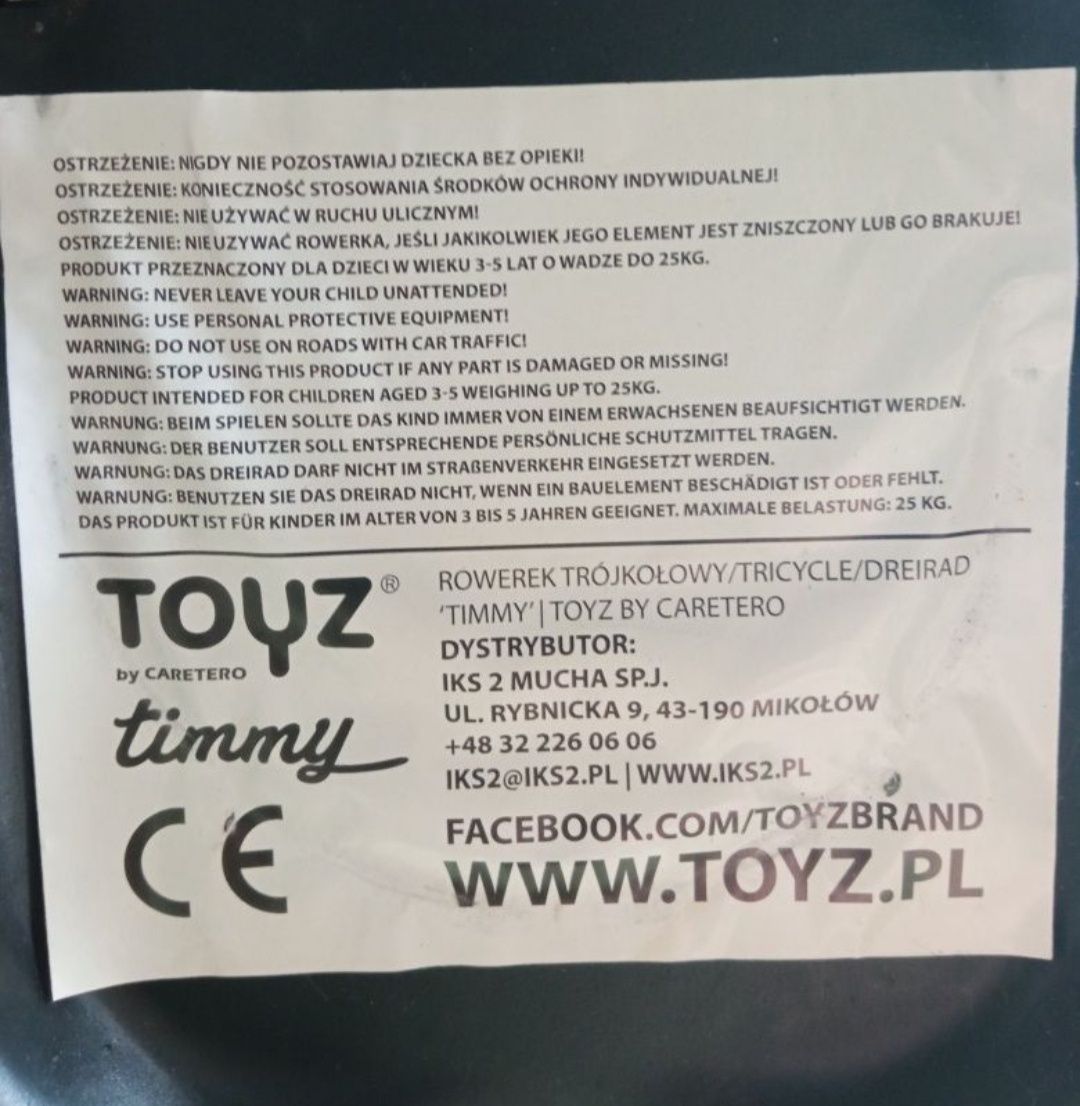 OSTRZEŻENIE: NIGDY NIE POZOSTAWIAJ DZIECKA BEZ OPIEKI!
OSTRZEŻENIE: KONIECZNOŚĆ STOSOWANIA ŚRODKÓW OCHRONY INDYWIDUALNEJ!
OSTRZEŻENIE: NIE UŻYWAĆ W RUCHU ULICZNYM!
OSTRZEŻENIE: NIE UZYWAĆ ROWERKA, JEŚLI JAKIKOLWIEK JEGO ELEMENT JEST ZNISZCZONY LUB GO BRAKUJE!
PRODUKT PRZEZNACZONY DLA DZIECI W WIEKU 3-5 LAT O WADZE DO 25KG.
WARNING: NEVER LEAVE YOUR CHILD UNATTENDED!
WARNING: USE PERSONAL PROTECTIVE EQUIPMENT!
WARNING: DO NOT USE ON ROADS WITH CAR TRAFFIC!
WARNING: STOP USING THIS PRODUCT IF ANY PART IS DAMAGED OR MISSING!
PRODUCT INTENDED FOR CHILDREN AGED 3-5 WEIGHING UP TO 25KG.
WARNUNG: BEIM SPIELEN SOLLTE DAS KIND IMMER VON EINEM ERWACHSENEN BEAUFSICHTIGT WERDEN.
WARNUNG: DER BENUTZER SOLL ENTSPRECHENDE PERSÖNLICHE SCHUTZMITTEL TRAGEN.
WARNUNG: DAS DREIRAD DARF NICHT IM STRAßENVERKEHR EINGESETZT WERDEN.
WARNUNG: BENUTZEN SIE DAS DREIRAD NICHT, WENN EIN BAUELEMENT BESCHÄDIGT IST ODER FEHLT.
DAS PRODUKT IST FÜR KINDER IM ALTER VON 3 BIS 5 JAHREN GEEIGNET. MAXIMALE BELASTUNG: 25 KG.
TOYZ®
by CARETERO
timmy
CE
ROWEREK TRÓJKOŁOWY/TRICYCLE/DREIRAD
'TIMMY' | TOYZ BY CARETERO
DYSTRYBUTOR:
IKS 2 MUCHA SP.J.
UL. RYBNICKA 9, 43-190 MIKOŁÓW
+48 32 226 06 06
IKS2@IKS2.PL | WWW.IKS2.PL
FACEBOOK.COM/TOYZBRAND
WWW.TOYZ.PL